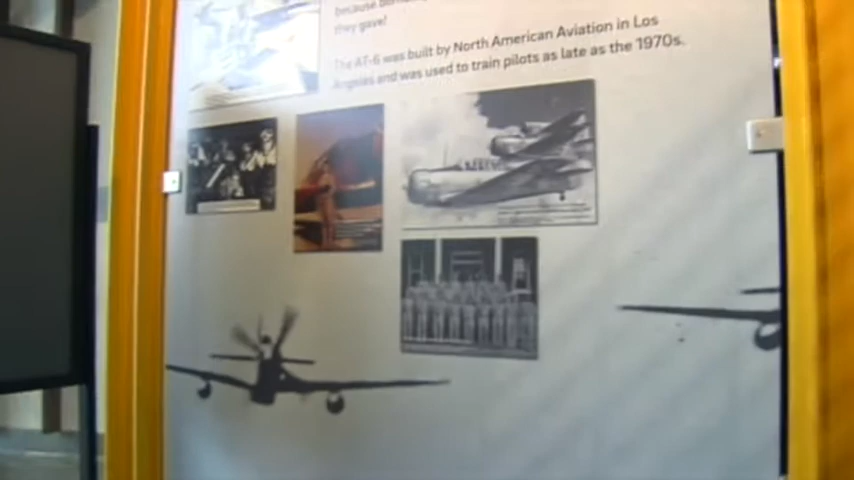 because
they gave!
The AT-6 was built by North American Aviation in Los
Angeles and was used to train pilots as late as the 1970s.